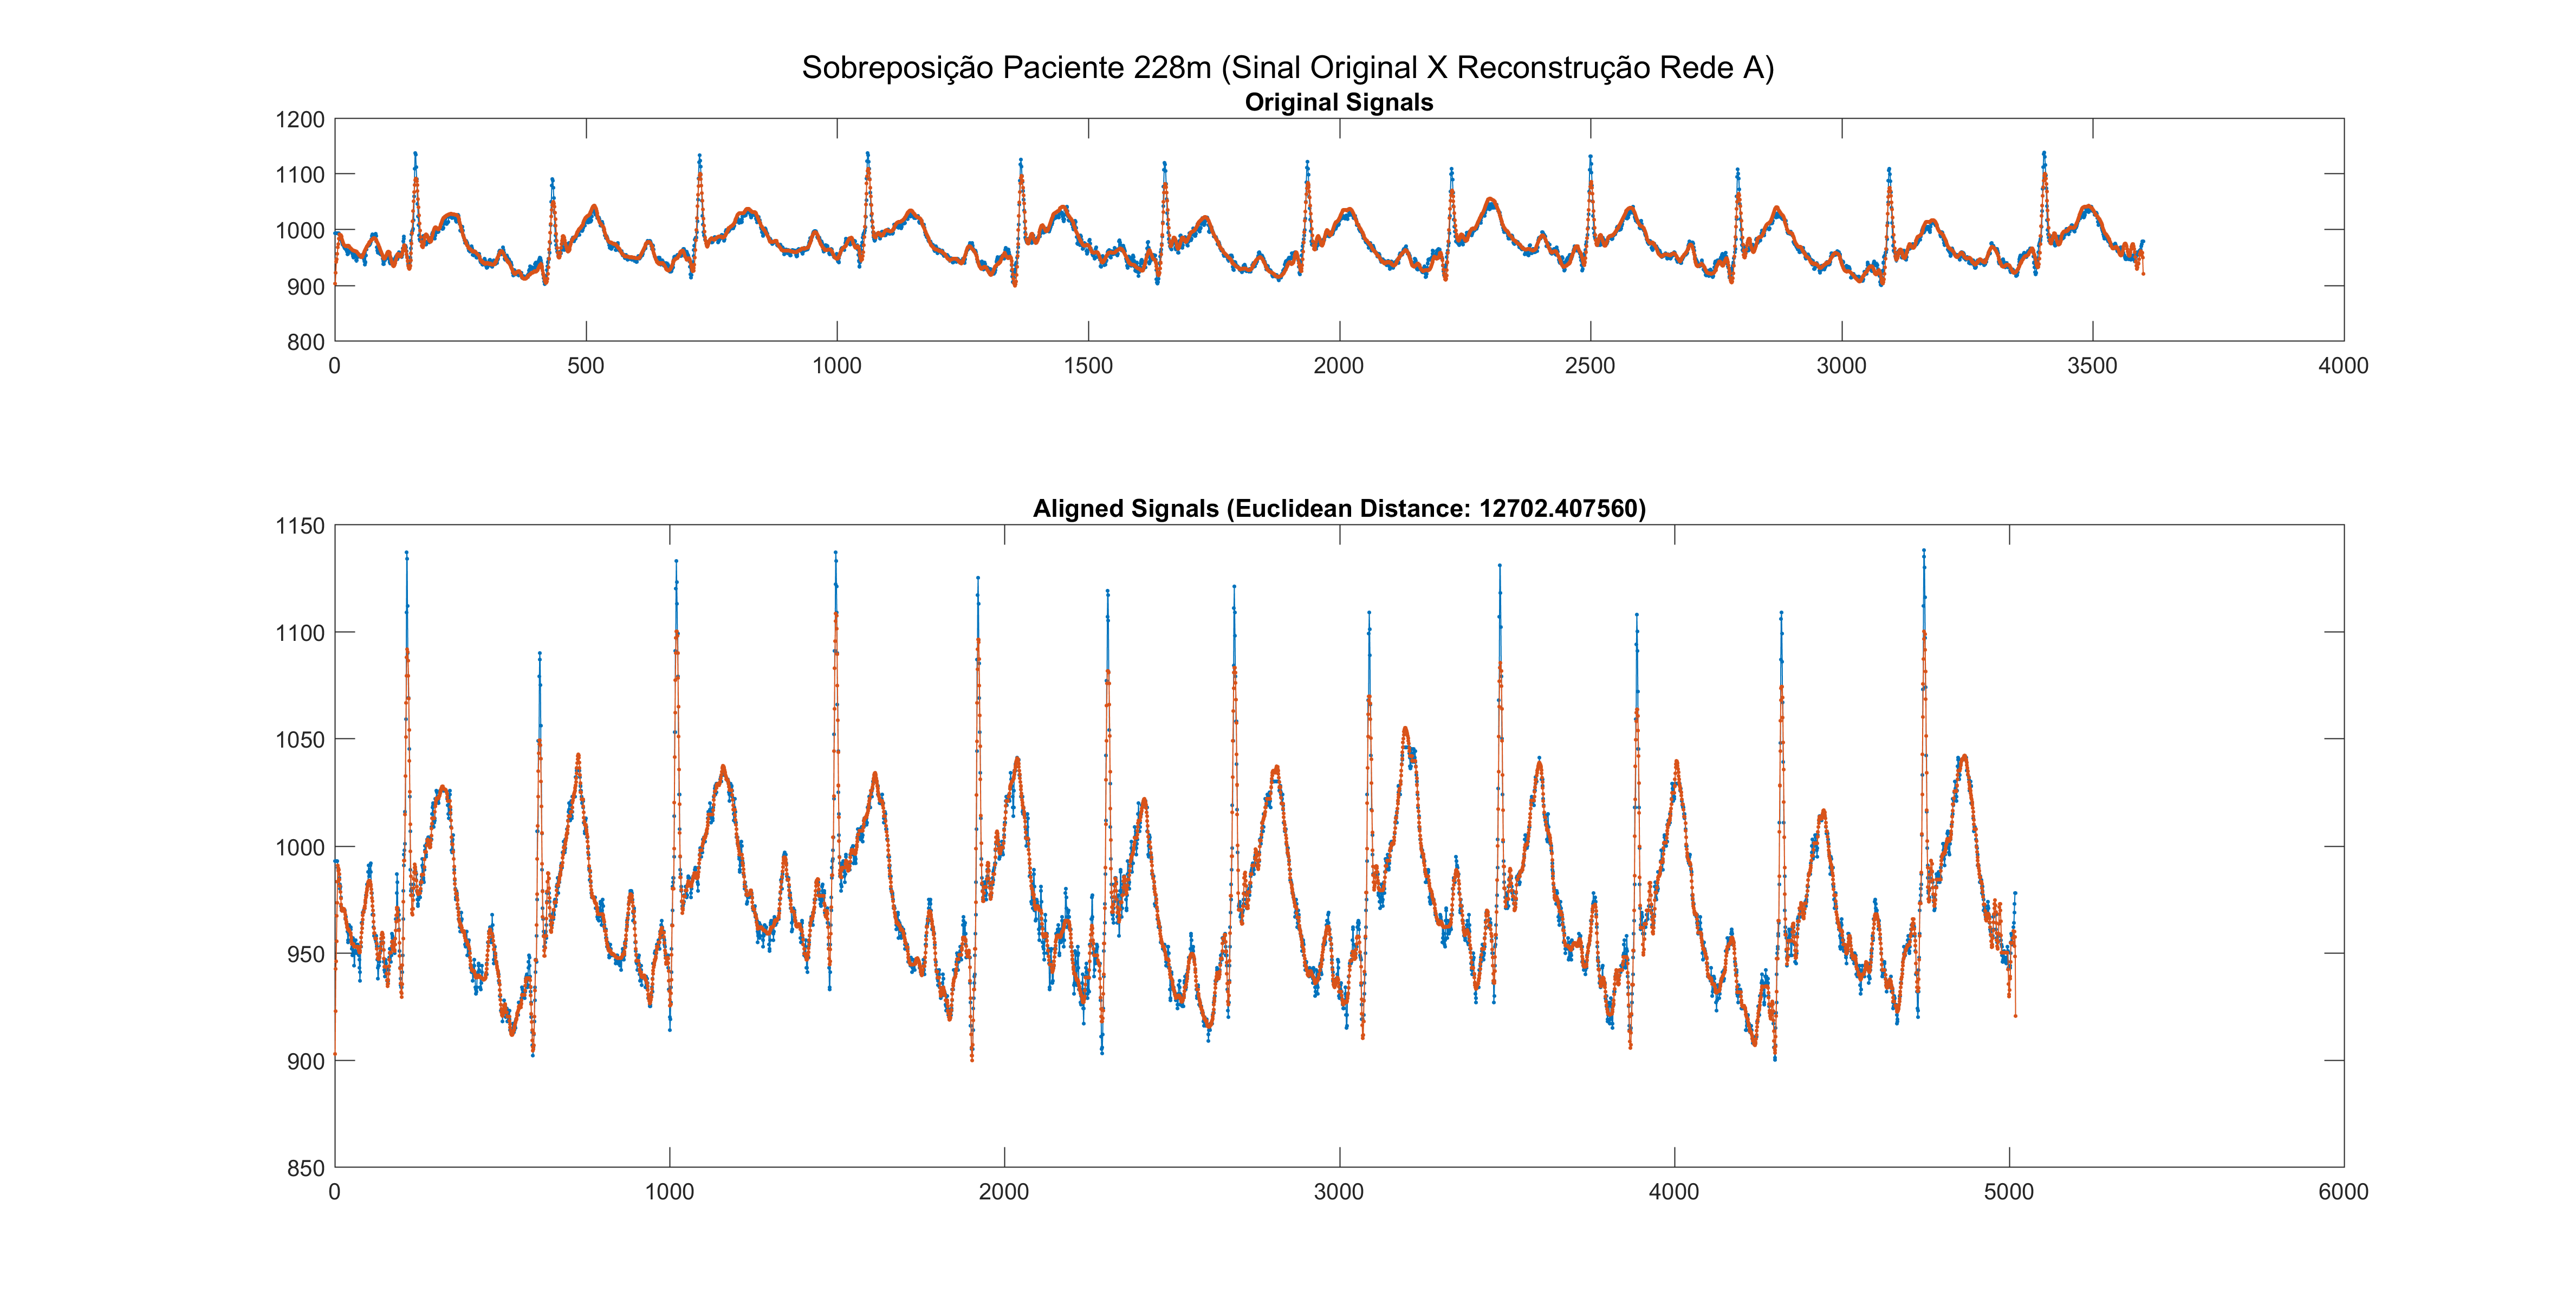 Sobreposição Paciente 228m (Sinal Original X Reconstrução Rede A)
Original Signals
1200
1100
1000
900
800
0 500 1000 1500 2000 2500 3000 3500 4000
Aligned Signals (Euclidean Distance: 12702.407560)
1150
1100
1050
1000
950
900
850
0 1000 2000 3000 4000 5000 6000